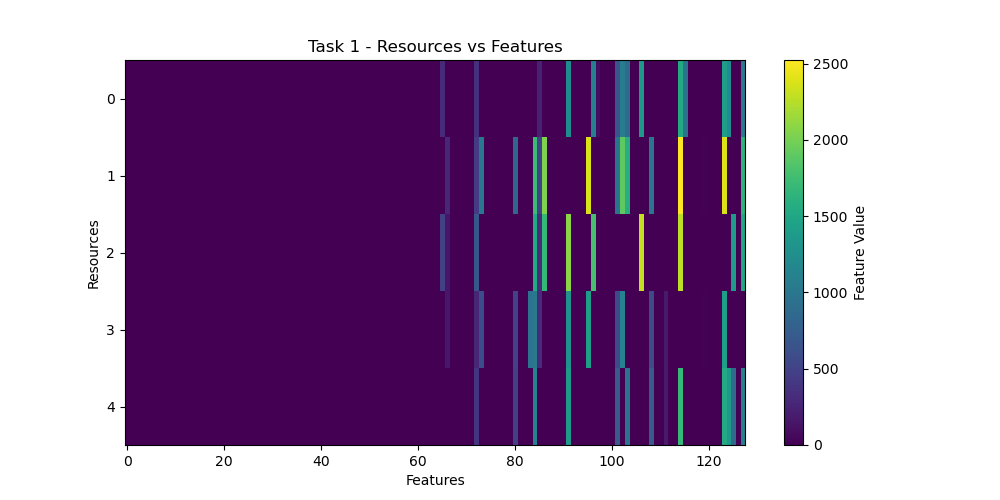 Task 1 - Resources vs Features
Resources
0
1
2
3
4
0 20 40 60 80 100 120
Features
2500
2000
1500
1000
500
0
Feature Value